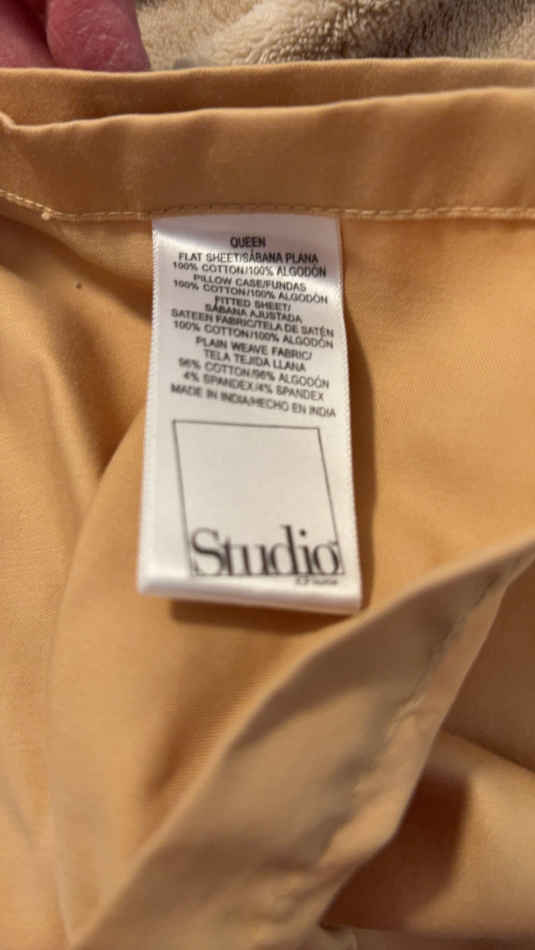 QUEEN
FLAT SHEET/SÁBANA PLANA
100% COTTON/100% ALGODÓN
PILLOW CASE/FUNDAS
100% COTTON/100% ALGODÓN
FITTED SHEET/
SÁBANA AJUSTADA
SATEEN FABRIC/TELA DE SATÉN
100% COTTON/100% ALGODÓN
PLAIN WEAVE FABRIC/
TELA TEJIDA LLANA
96% COTTON/96% ALGODÓN
4% SPANDEX/4% SPANDEX
MADE IN INDIA/HECHO EN INDIA
Studio